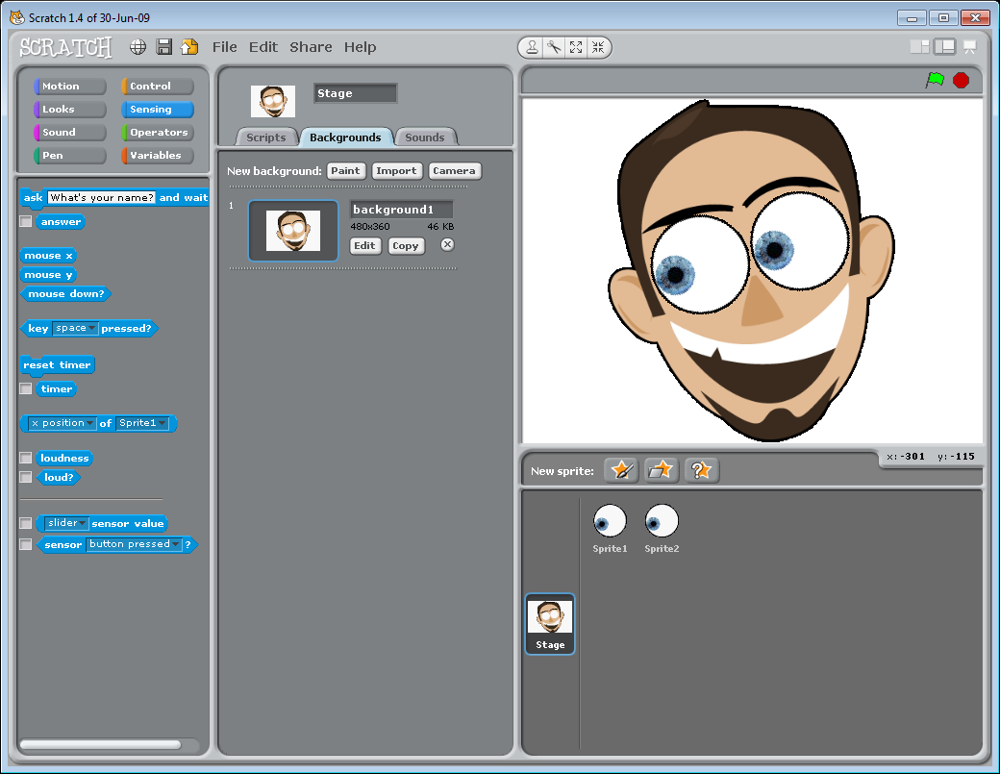 Scratch 1.4 of 30-Jun-09
SCRATCH File Edit Share Help
Motion Control
Looks Sensing
Sound Operators
Pen Variables
ask What's your name? and wait
answer
mouse x
mouse y
mouse down?
key space pressed?
reset timer
timer
x position of Sprite1
loudness
loud?
slider sensor value
sensor button pressed ?
Stage
Scripts Backgrounds Sounds
New background: Paint Import Camera
1
background1
480x360 46 KB
Edit Copy
x: -301 y: -115
New sprite:
Sprite1 Sprite2
Stage